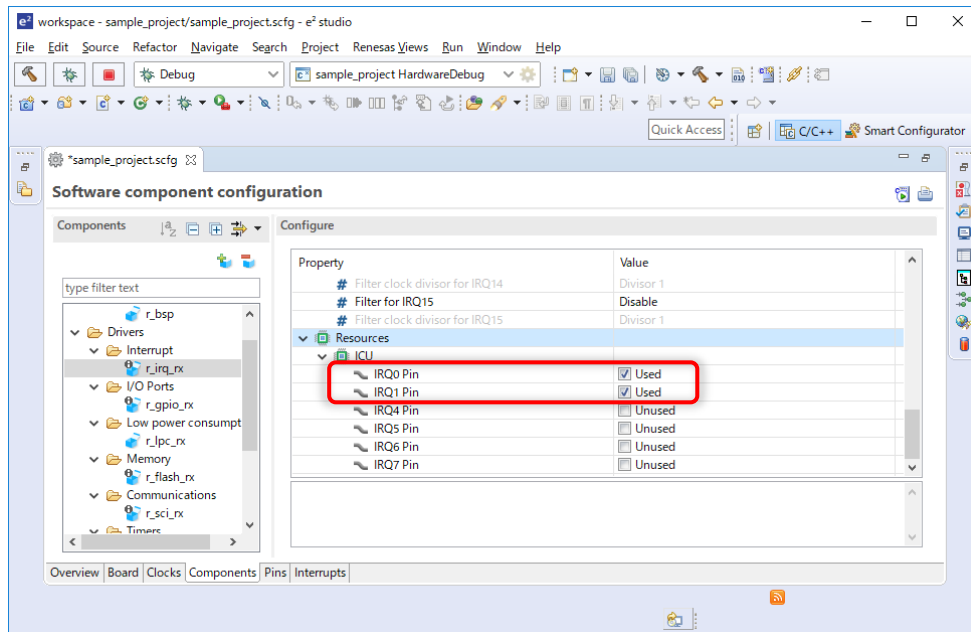 workspace - sample_project/sample_project.scfg - e² studio
File Edit Source Refactor Navigate Search Project Renesas Views Run Window Help
Debug sample_project HardwareDebug
Quick Access C/C++ Smart Configurator
*sample_project.scfg
Software component configuration
Components Configure
type filter text
r_bsp
Drivers
Interrupt
r_irq_rx
I/O Ports
r_gpio_rx
Low power consumpt
r_lpc_rx
Memory
r_flash_rx
Communications
r_sci_rx
Timers
Property Value
# Filter clock divisor for IRQ14 Divisor 1
# Filter for IRQ15 Disable
# Filter clock divisor for IRQ15 Divisor 1
Resources
ICU
IRQ0 Pin Used
IRQ1 Pin Used
IRQ4 Pin Unused
IRQ5 Pin Unused
IRQ6 Pin Unused
IRQ7 Pin Unused
Overview Board Clocks Components Pins Interrupts